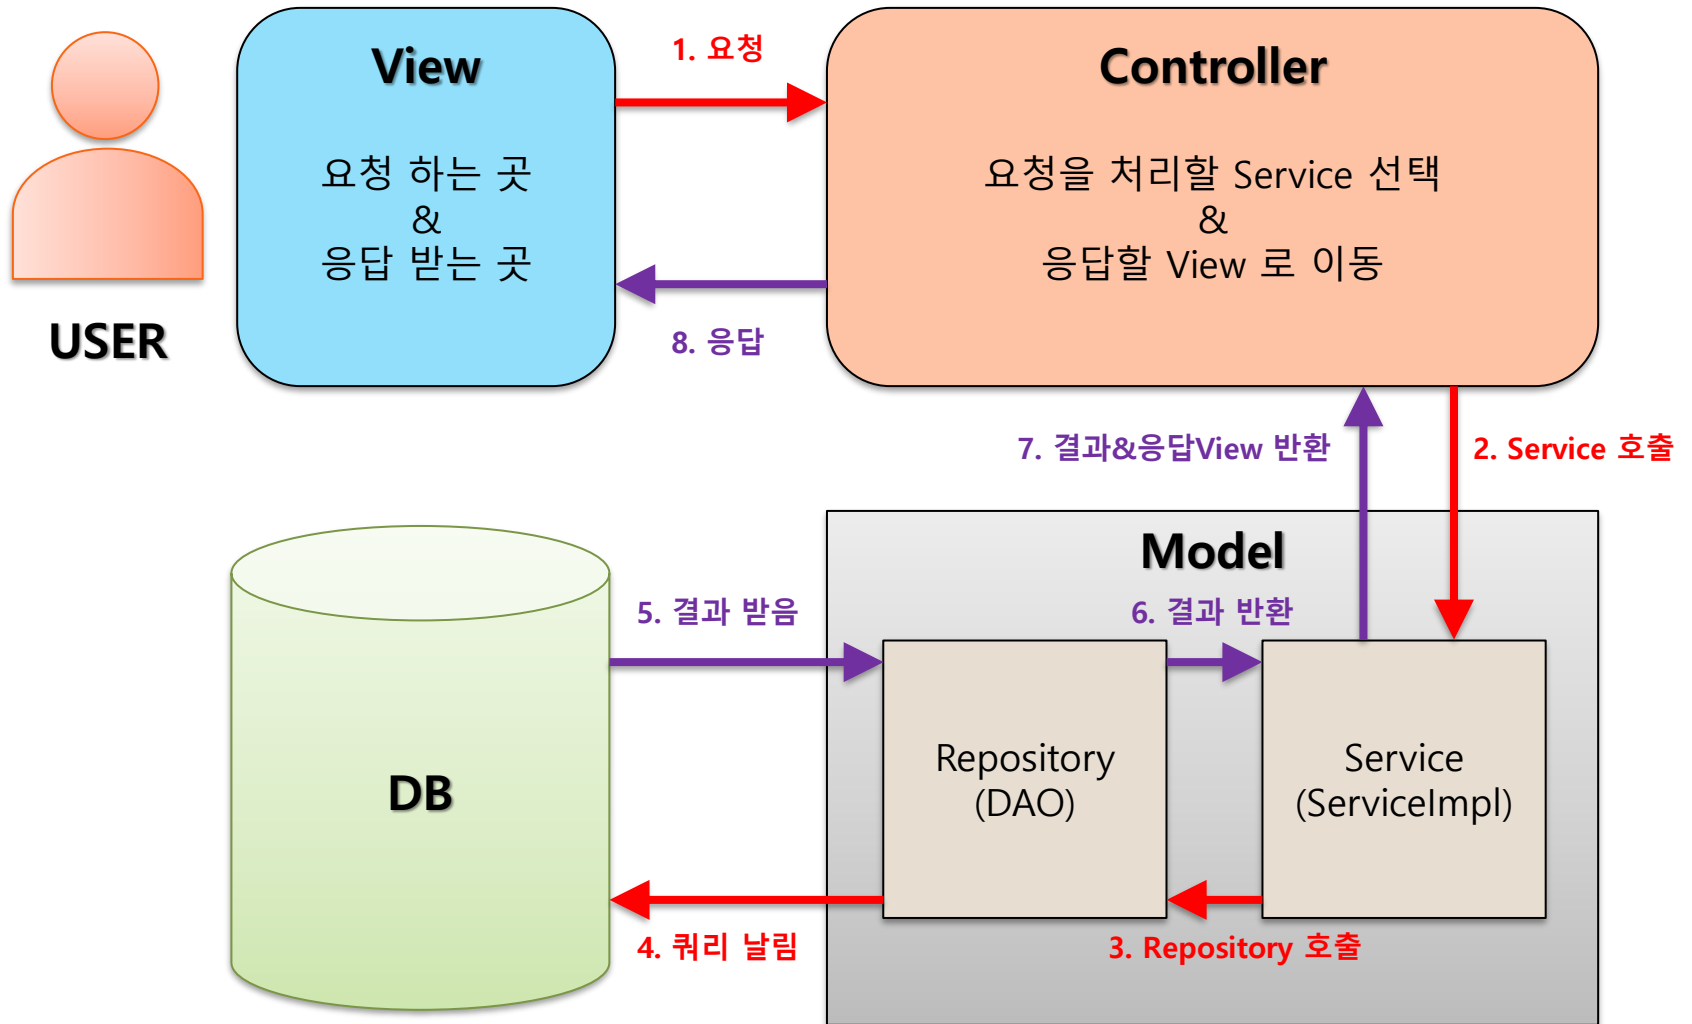 View
1. 요청
Controller
요청 하는 곳
&
응답 받는 곳
요청을 처리할 Service 선택
&
응답할 View 로 이동
USER
8. 응답
7. 결과&응답View 반환
2. Service 호출
Model
5. 결과 받음
6. 결과 반환
DB
Repository
(DAO)
Service
(ServiceImpl)
4. 쿼리 날림
3. Repository 호출